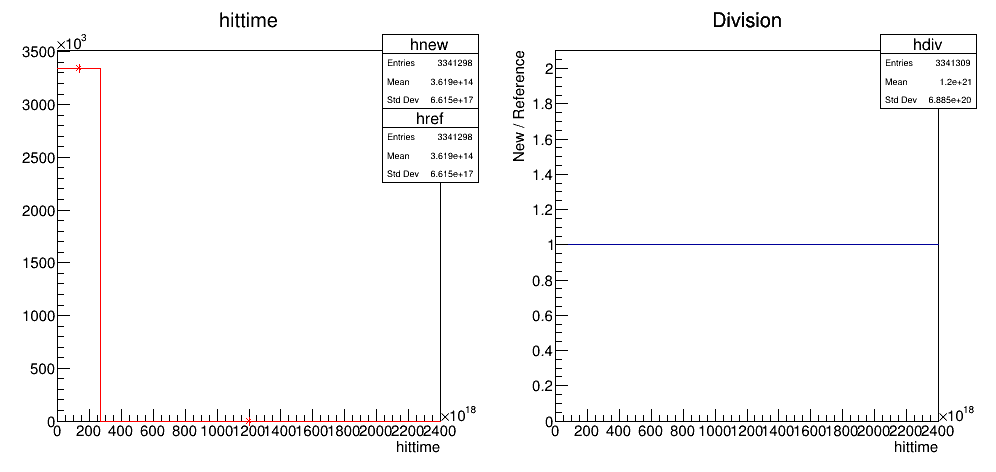 hittime
×10³
3500
3000
2500
2000
1500
1000
500
0
0 200 400 600 800 1000 1200 1400 1600 1800 2000 2200 2400
×10¹⁸
hittime
hnew
Entries 3341298
Mean 3.619e+14
Std Dev 6.615e+17
href
Entries 3341298
Mean 3.619e+14
Std Dev 6.615e+17
Division
New / Reference
2
1.8
1.6
1.4
1.2
1
0.8
0.6
0.4
0.2
0
0 200 400 600 800 1000 1200 1400 1600 1800 2000 2200 2400
×10¹⁸
hittime
hdiv
Entries 3341309
Mean 1.2e+21
Std Dev 6.885e+20